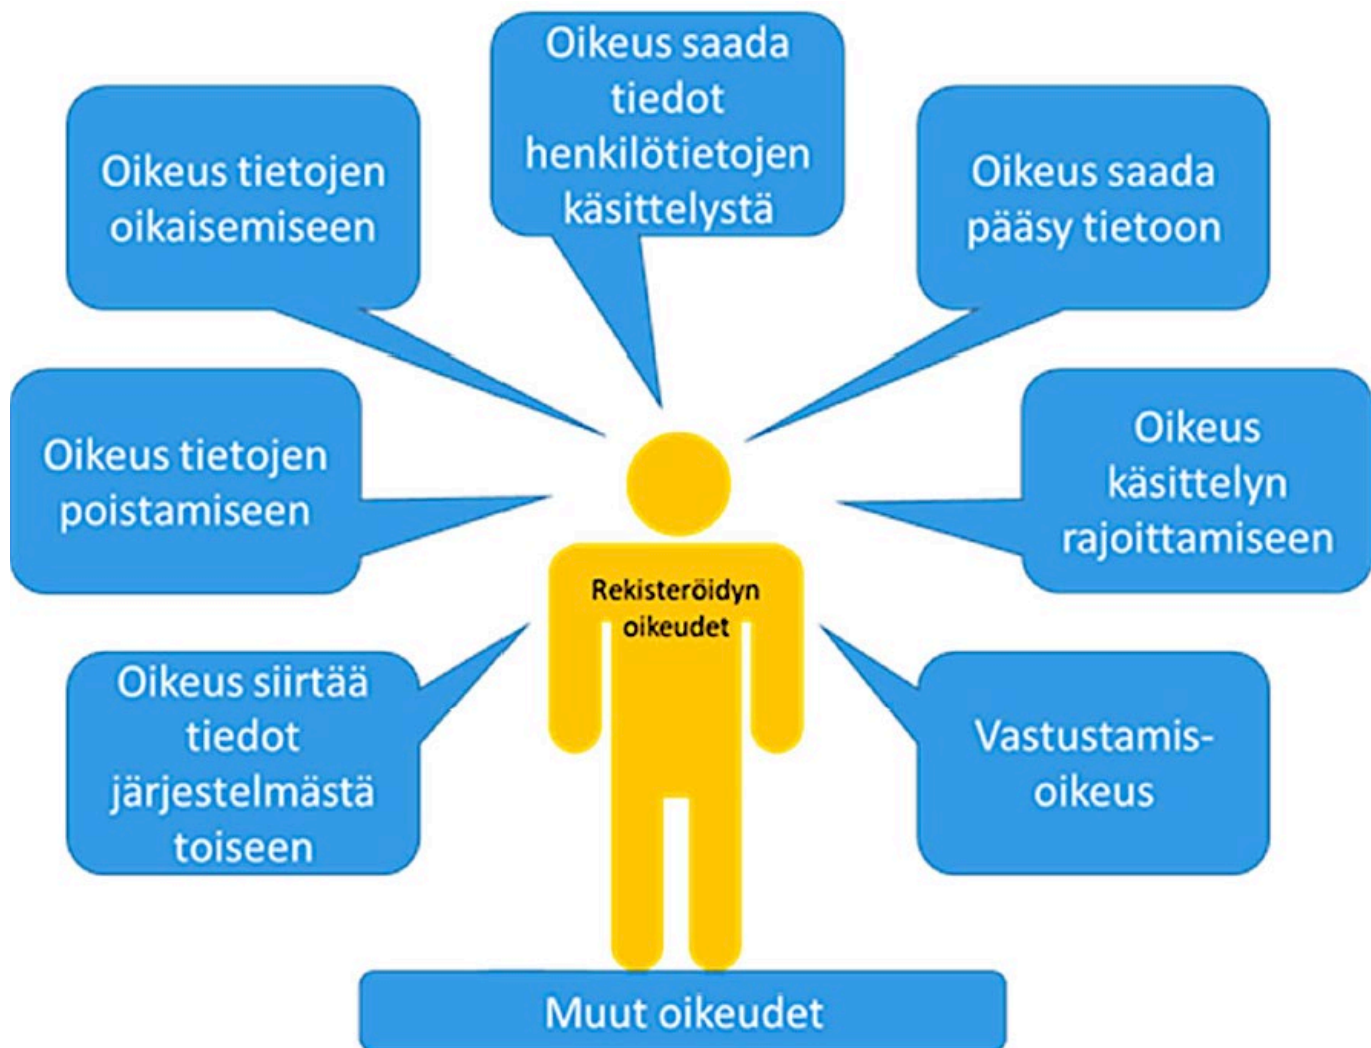 Oikeus saada
tiedot
henkilötietojen
käsittelystä
Oikeus tietojen
oikaisemiseen
Oikeus saada
pääsy tietoon
Oikeus tietojen
poistamiseen
Oikeus
käsittelyn
rajoittamiseen
Rekisteröidyn
oikeudet
Oikeus siirtää
tiedot
järjestelmästä
toiseen
Vastustamis-
oikeus
Muut oikeudet